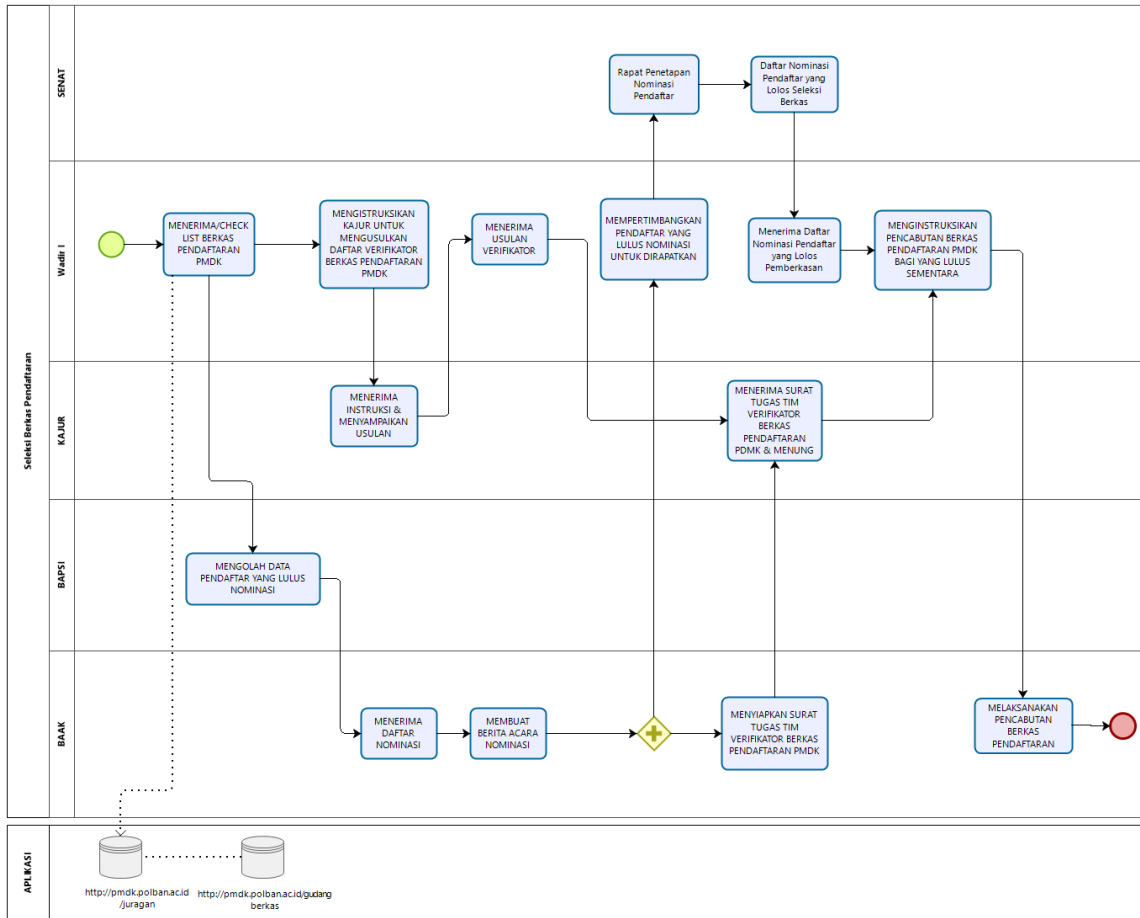 Seleksi Berkas Pendaftaran
SENAT
Rapat Penetapan
Nominasi
Pendaftar
Daftar Nominasi
Pendaftar yang
Lolos Seleksi
Berkas
Wadir I
MENERIMA/CHECK
LIST BERKAS
PENDAFTARAN
PMDK
MENGISTRUKSIKAN
KAJUR UNTUK
MENGUSULKAN
DAFTAR VERIFIKATOR
BERKAS PENDAFTARAN
PMDK
MENERIMA
USULAN
VERIFIKATOR
MEMPERTIMBANGKAN
PENDAFTAR YANG
LULUS NOMINASI
UNTUK DIRAPATKAN
Menerima Daftar
Nominasi Pendaftar
yang Lolos
Pemberkasan
MENGINSTRUKSIKAN
PENCABUTAN BERKAS
PENDAFTARAN PMDK
BAGI YANG LULUS
SEMENTARA
KAJUR
MENERIMA
INSTRUKSI &
MENYAMPAIKAN
USULAN
MENERIMA SURAT
TUGAS TIM
VERIFIKATOR
BERKAS
PENDAFTARAN
PDMK & MENUNG
BAPSI
MENGOLAH DATA
PENDAFTAR YANG LULUS
NOMINASI
BAAK
MENERIMA
DAFTAR
NOMINASI
MEMBUAT
BERITA ACARA
NOMINASI
MENYIAPKAN SURAT
TUGAS TIM
VERIFIKATOR BERKAS
PENDAFTARAN PMDK
MELAKSANAKAN
PENCABUTAN
BERKAS
PENDAFTARAN
APLIKASI
http://pmdk.polban.ac.id
/juragan
http://pmdk.polban.ac.id/gudang
berkas